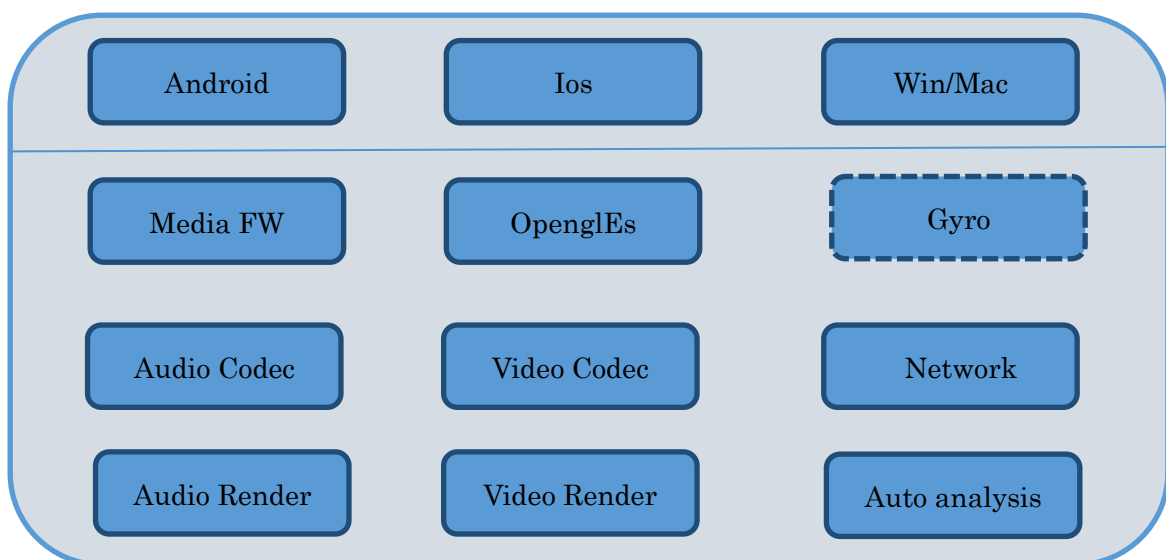 Android
Ios
Win/Mac
Media FW
OpenglEs
Gyro
Audio Codec
Video Codec
Network
Audio Render
Video Render
Auto analysis